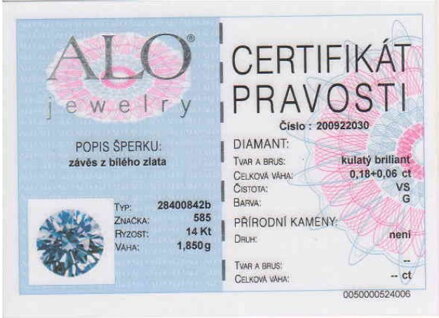 ALO®
jewelry
POPIS ŠPERKU:
závěs z bílého zlata
TYP: 28400842b
ZNAČKA: 585
RYZOST: 14 Kt
VÁHA: 1,850g
CERTIFIKÁT
PRAVOSTI
Číslo : 200922030
DIAMANT:
TVAR A BRUS: kulatý briliant
CELKOVÁ VÁHA: 0,18+0,06 ct
ČISTOTA: VS
BARVA: G
PŘÍRODNÍ KAMENY:
DRUH: není
--
TVAR A BRUS: --
CELKOVÁ VÁHA: -- ct
0050000524006